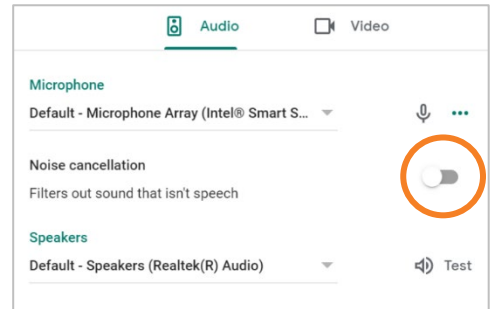 Audio
Video
Microphone
Default - Microphone Array (Intel® Smart S...
Noise cancellation
Filters out sound that isn't speech
Speakers
Default - Speakers (Realtek(R) Audio)
Test